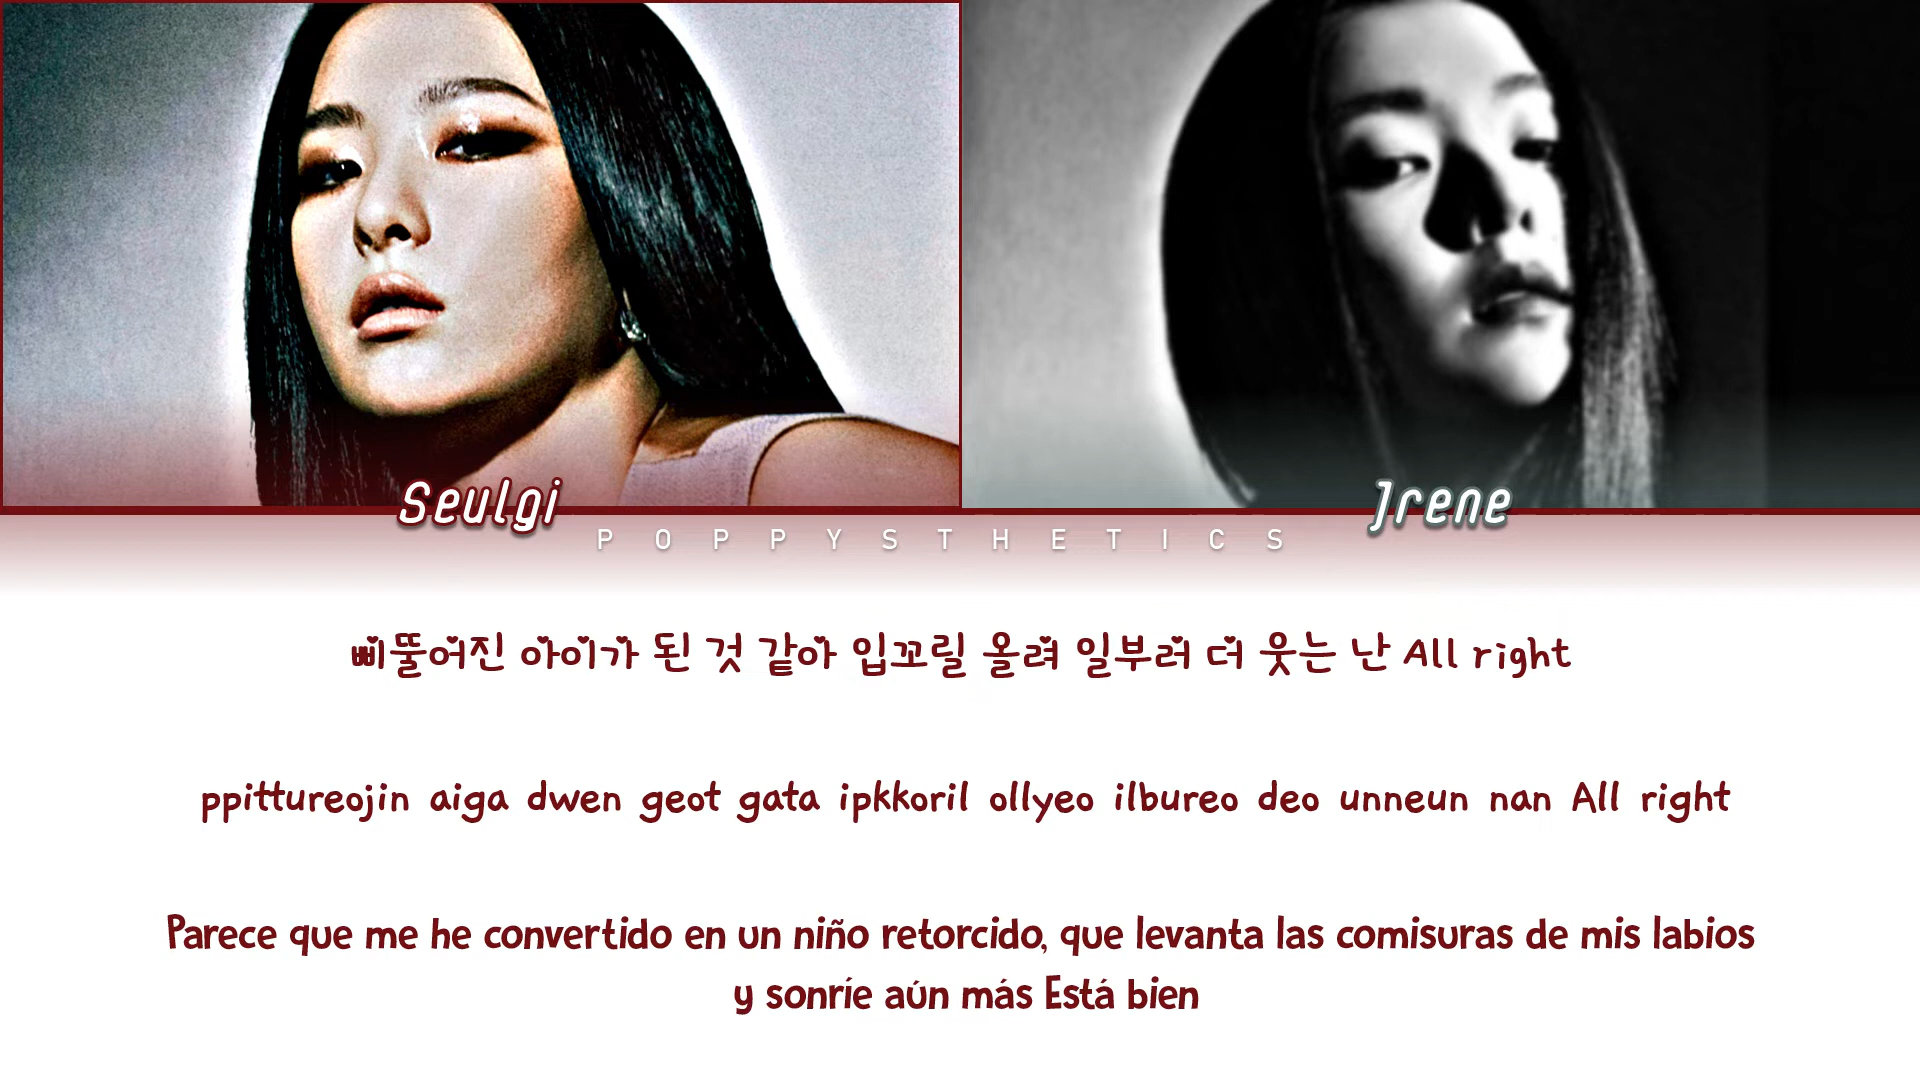 Seulgi
Irene
POPPYSTHETICS
삐뚤어진 아이가 된 것 같아 입꼬릴 올려 일부러 더 웃는 난 All right
ppittureojin aiga dwen geot gata ipkkoril ollyeo ilbureo deo unneun nan All right
Parece que me he convertido en un niño retorcido, que levanta las comisuras de mis labios
y sonríe aún más Está bien